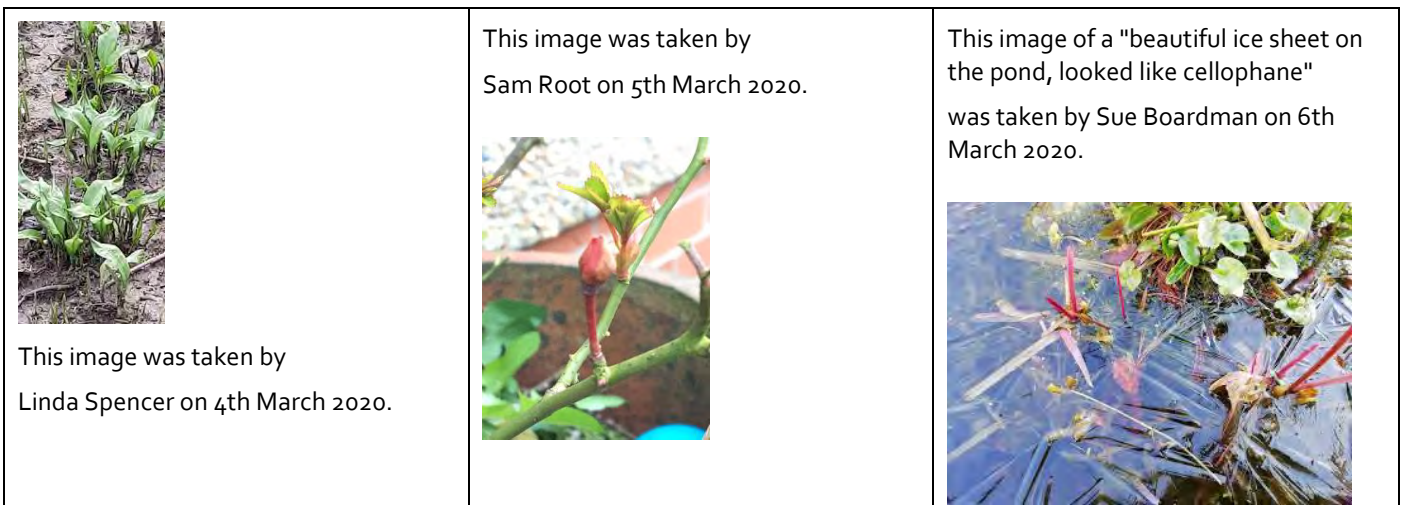 This image was taken by
Linda Spencer on 4th March 2020.
This image was taken by
Sam Root on 5th March 2020.
This image of a "beautiful ice sheet on
the pond, looked like cellophane"
was taken by Sue Boardman on 6th
March 2020.